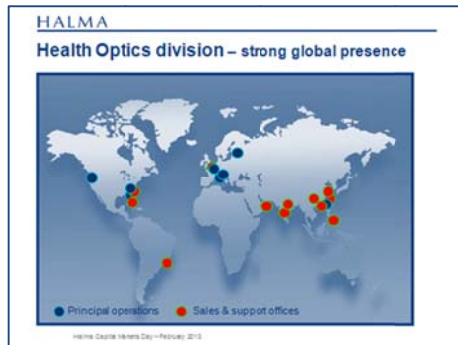 HALMA
Health Optics division – strong global presence
Principal operations
Sales & support offices
Halma Capital Markets Day – February 2013